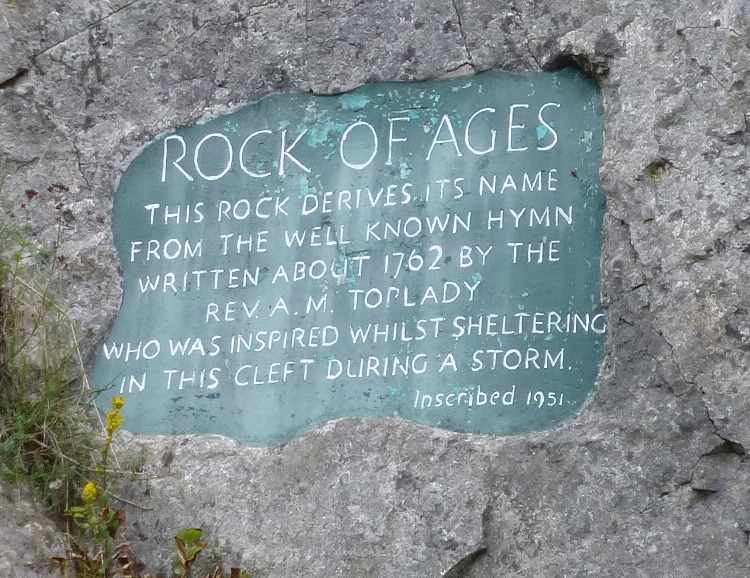 ROCK OF AGES
THIS ROCK DERIVES ITS NAME
FROM THE WELL KNOWN HYMN
WRITTEN ABOUT 1762 BY THE
REV. A. M. TOPLADY
WHO WAS INSPIRED WHILST SHELTERING
IN THIS CLEFT DURING A STORM.
Inscribed 1951.